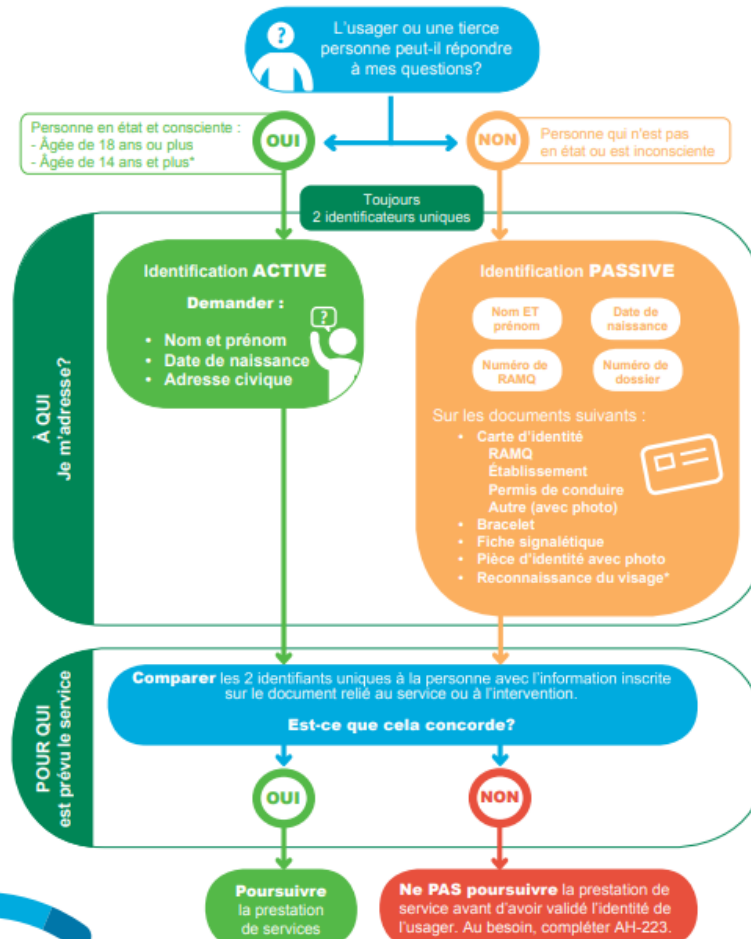 ?
L'usager ou une tierce
personne peut-il répondre
à mes questions?
Personne en état et consciente :
- Âgée de 18 ans ou plus
- Âgée de 14 ans et plus*
OUI
NON
Personne qui n'est pas
en état ou est inconsciente
Toujours
2 identificateurs uniques
À QUI
Je m'adresse?
Identification ACTIVE
Demander :
?
• Nom et prénom
• Date de naissance
• Adresse civique
Identification PASSIVE
Nom ET
prénom
Date de
naissance
Numéro de
RAMQ
Numéro de
dossier
Sur les documents suivants :
• Carte d'identité
RAMQ
Établissement
Permis de conduire
Autre (avec photo)
• Bracelet
• Fiche signalétique
• Pièce d'identité avec photo
• Reconnaissance du visage*
POUR QUI
est prévu le service
Comparer les 2 identifiants uniques à la personne avec l'information inscrite
sur le document relié au service ou à l'intervention.
Est-ce que cela concorde?
OUI
NON
Poursuivre
la prestation
de services
Ne PAS poursuivre la prestation de
service avant d'avoir validé l'identité de
l'usager. Au besoin, compléter AH-223.